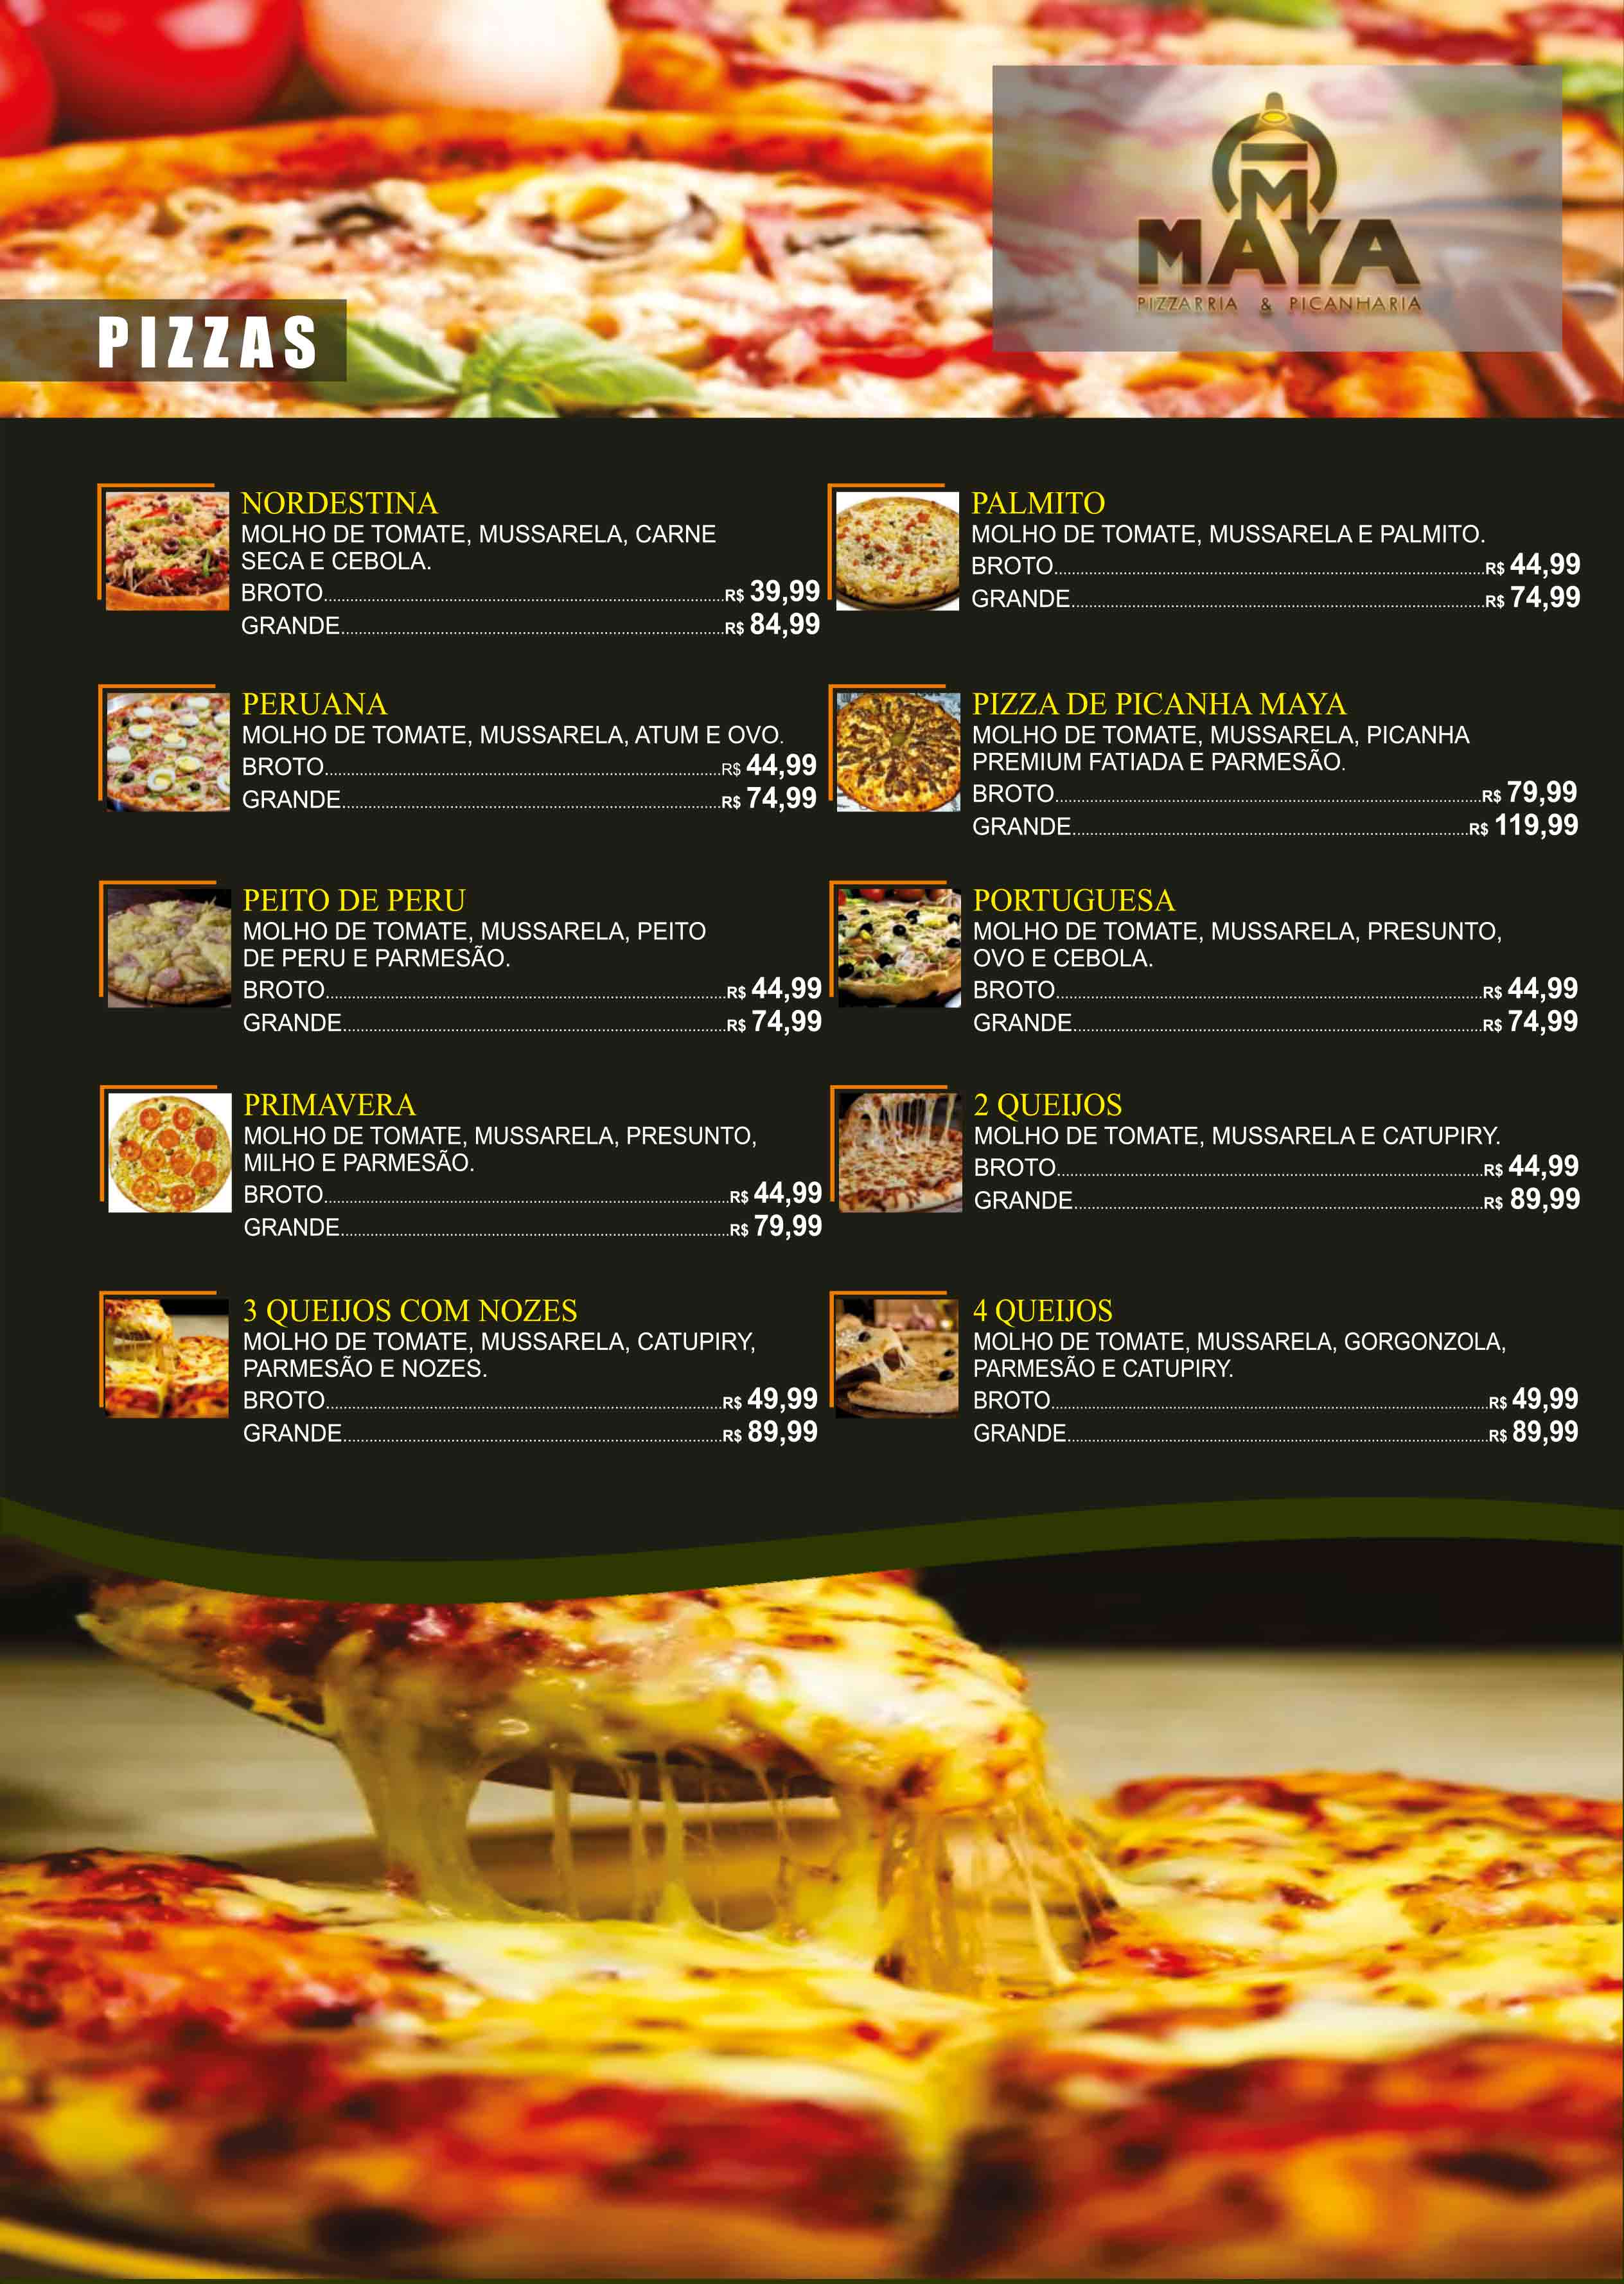 MAYA
PIZZARRIA & PICANHARIA
PIZZAS
NORDESTINA
MOLHO DE TOMATE, MUSSARELA, CARNE
SECA E CEBOLA.
BROTO R$ 39,99
GRANDE R$ 84,99
PALMITO
MOLHO DE TOMATE, MUSSARELA E PALMITO.
BROTO R$ 44,99
GRANDE R$ 74,99
PERUANA
MOLHO DE TOMATE, MUSSARELA, ATUM E OVO.
BROTO R$ 44,99
GRANDE R$ 74,99
PIZZA DE PICANHA MAYA
MOLHO DE TOMATE, MUSSARELA, PICANHA
PREMIUM FATIADA E PARMESÃO.
BROTO R$ 79,99
GRANDE R$ 119,99
PEITO DE PERU
MOLHO DE TOMATE, MUSSARELA, PEITO
DE PERU E PARMESÃO.
BROTO R$ 44,99
GRANDE R$ 74,99
PORTUGUESA
MOLHO DE TOMATE, MUSSARELA, PRESUNTO,
OVO E CEBOLA.
BROTO R$ 44,99
GRANDE R$ 74,99
PRIMAVERA
MOLHO DE TOMATE, MUSSARELA, PRESUNTO,
MILHO E PARMESÃO.
BROTO R$ 44,99
GRANDE R$ 79,99
2 QUEIJOS
MOLHO DE TOMATE, MUSSARELA E CATUPIRY.
BROTO R$ 44,99
GRANDE R$ 89,99
3 QUEIJOS COM NOZES
MOLHO DE TOMATE, MUSSARELA, CATUPIRY,
PARMESÃO E NOZES.
BROTO R$ 49,99
GRANDE R$ 89,99
4 QUEIJOS
MOLHO DE TOMATE, MUSSARELA, GORGONZOLA,
PARMESÃO E CATUPIRY.
BROTO R$ 49,99
GRANDE R$ 89,99